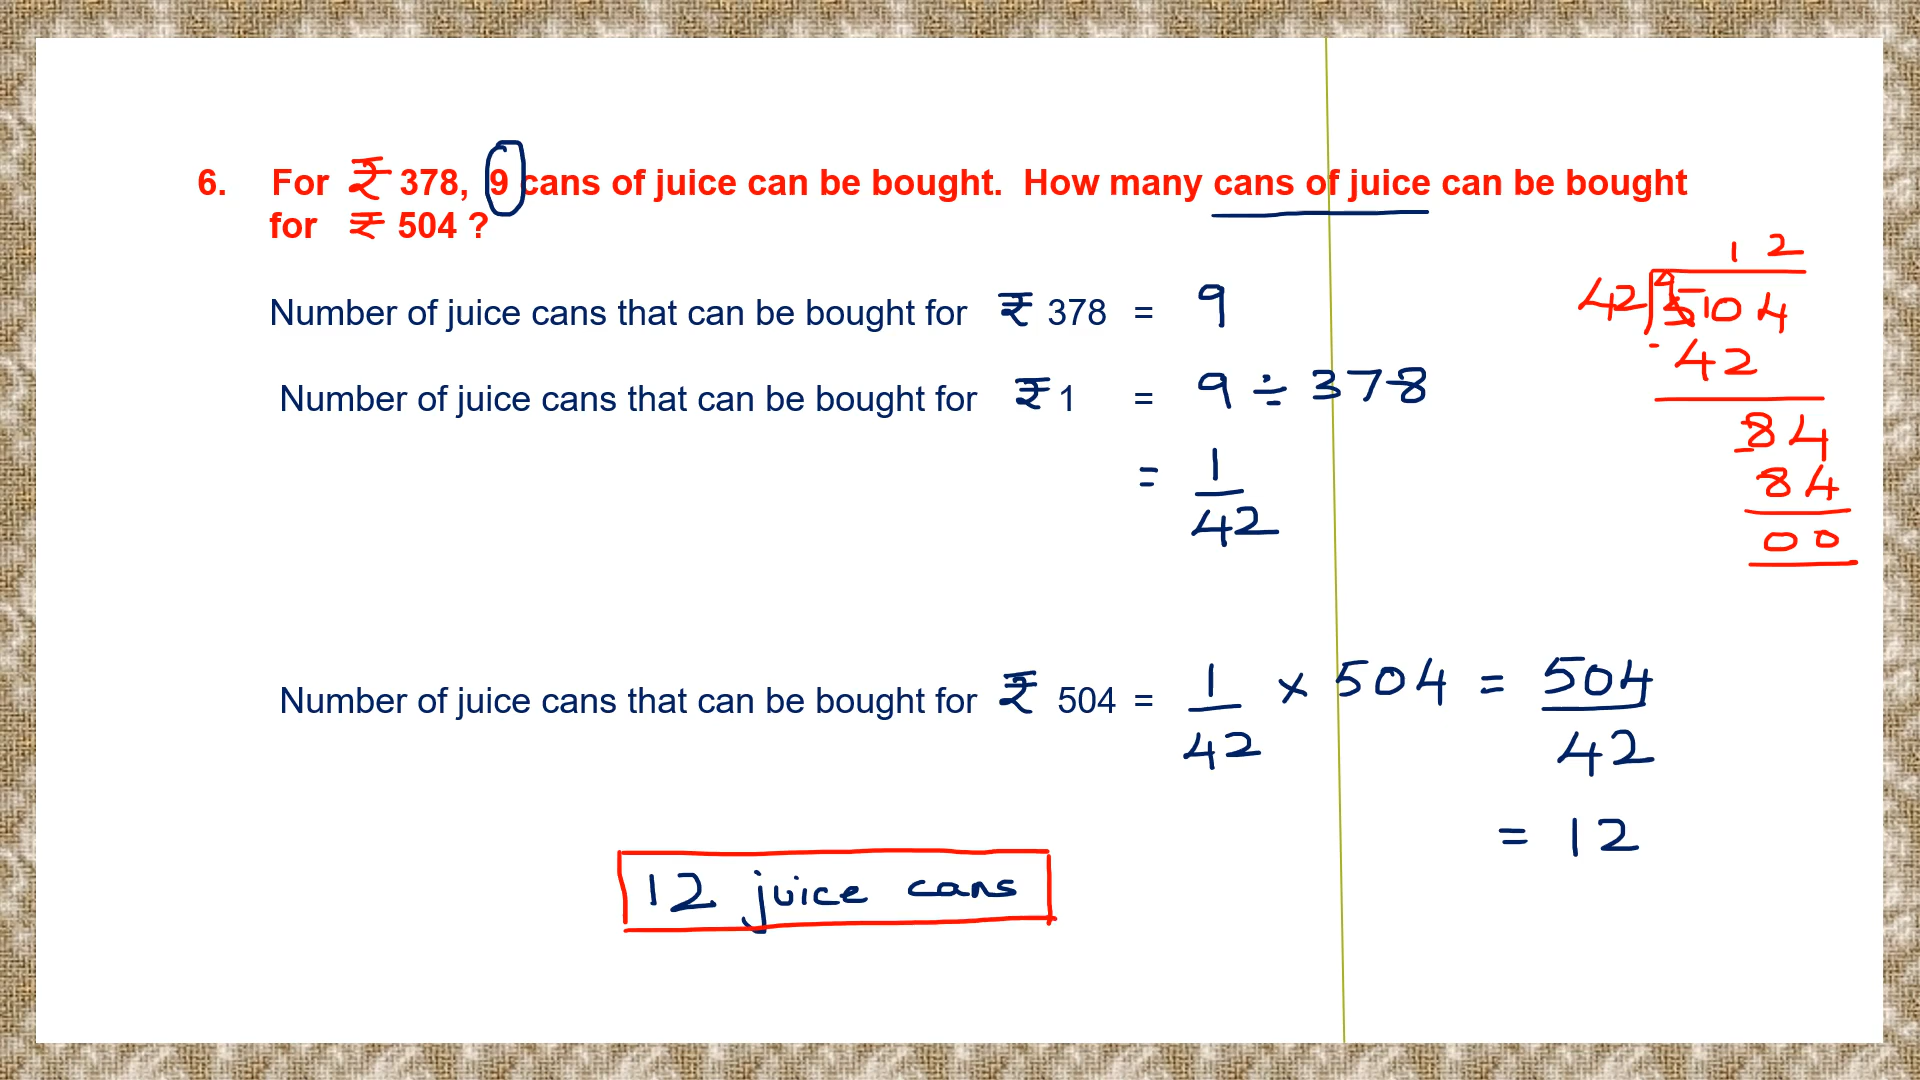 6. For ₹ 378, 9 cans of juice can be bought. How many cans of juice can be bought
for ₹ 504 ?
Number of juice cans that can be bought for ₹ 378 = 9
Number of juice cans that can be bought for ₹ 1 = 9 ÷ 378
= 1/42
Number of juice cans that can be bought for ₹ 504 = 1/42 × 504 = 504/42
= 12
12 juice cans
12
42 504
4 1
- 42
- 84
84
00